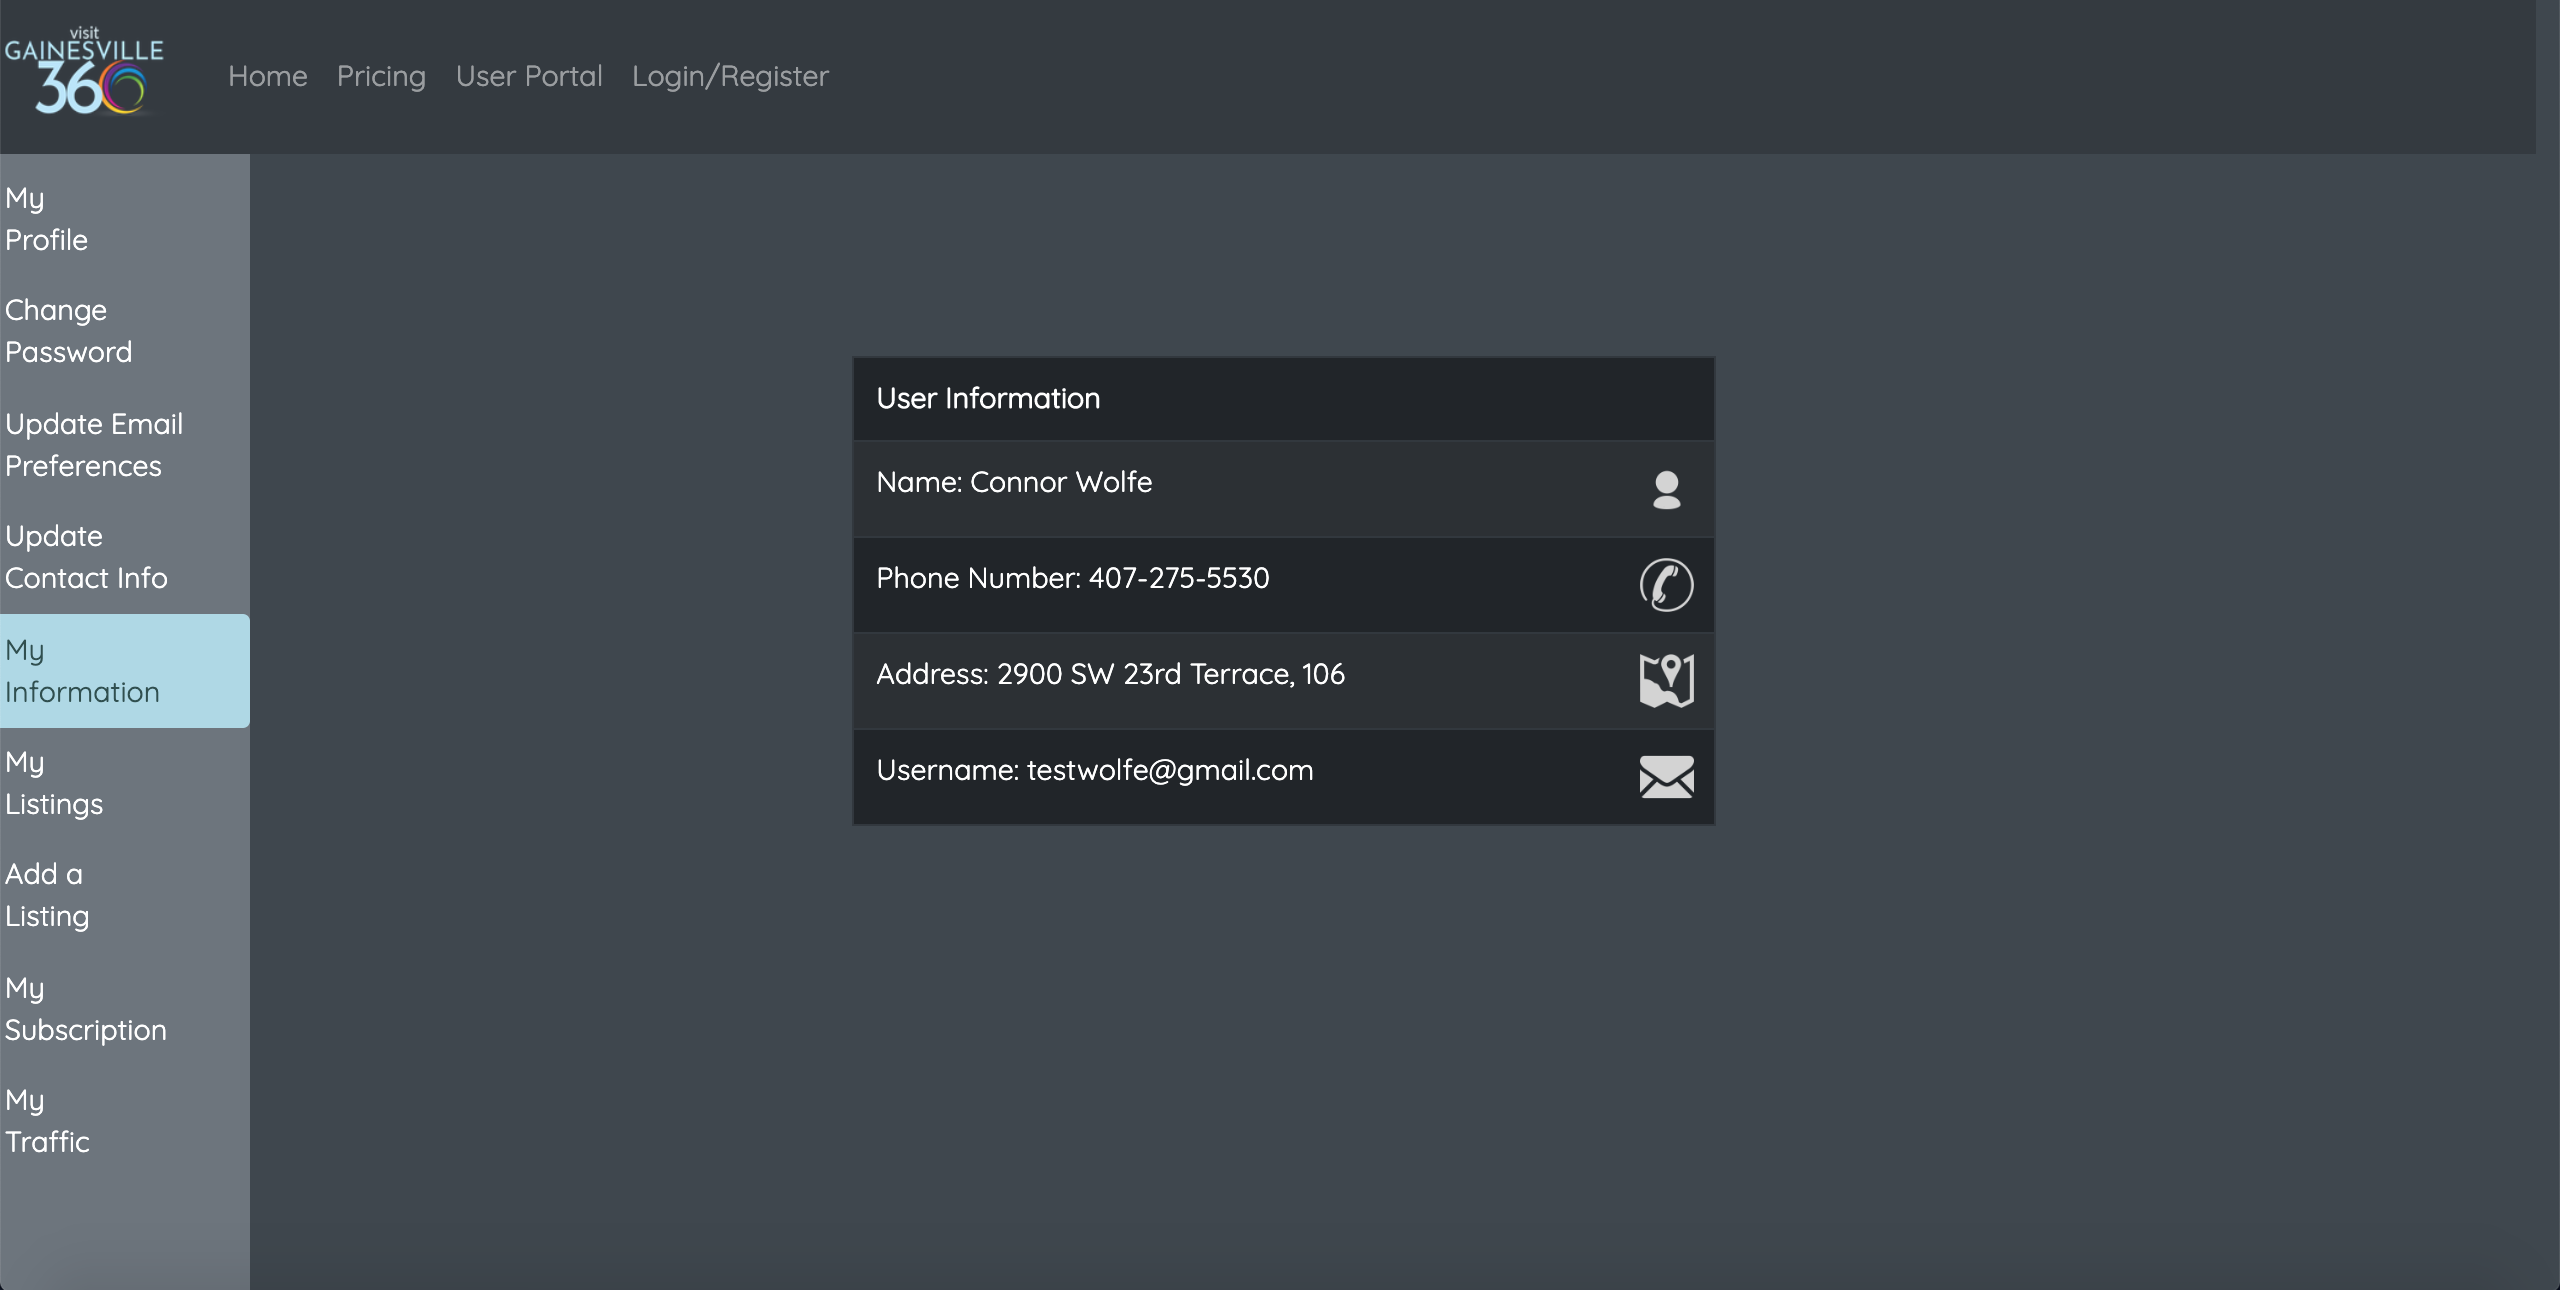 visit
GAINESVILLE
360
Home Pricing User Portal Login/Register
My
Profile
Change
Password
Update Email
Preferences
Update
Contact Info
My
Information
My
Listings
Add a
Listing
My
Subscription
My
Traffic
User Information
Name: Connor Wolfe
Phone Number: 407-275-5530
Address: 2900 SW 23rd Terrace, 106
Username: testwolfe@gmail.com